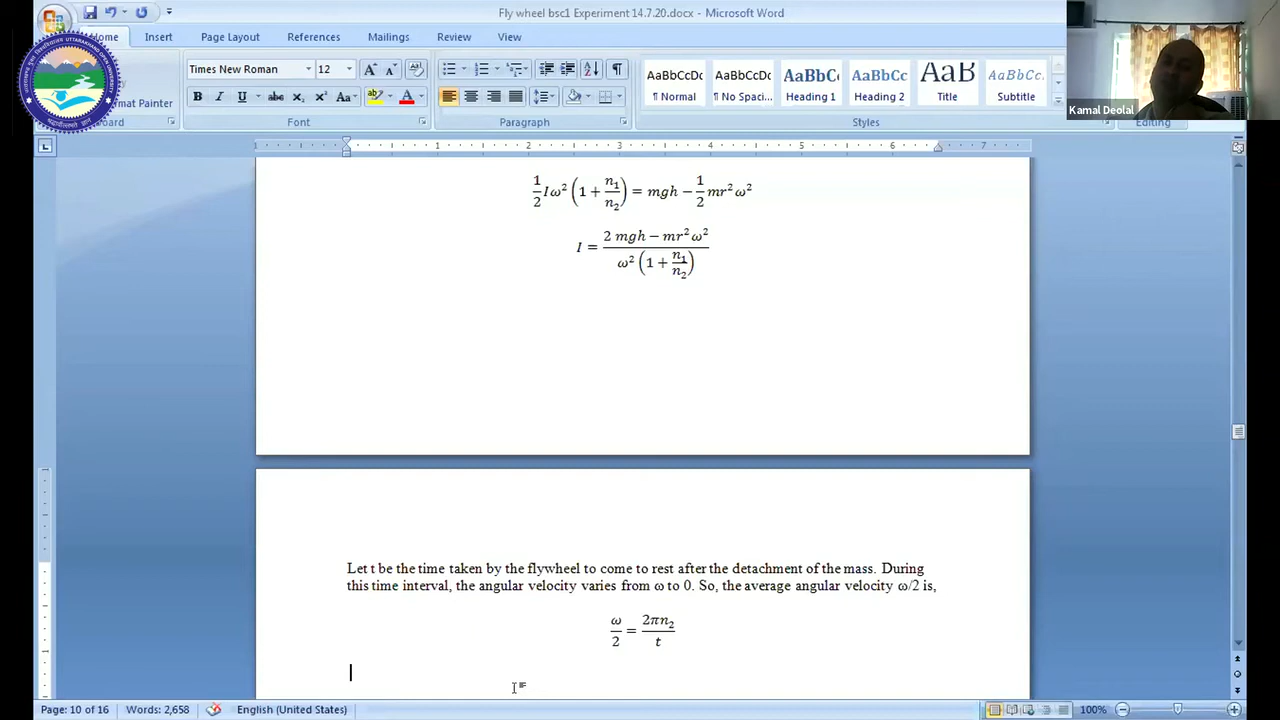 Fly wheel bsc1 Experiment 14.7.20.docx - Microsoft Word
Home Insert Page Layout References Mailings Review View
Times New Roman 12
AaBbCcDc AaBbCcDc AaBbC AaBbCc AaB AaBbCcI
¶ Normal ¶ No Spaci... Heading 1 Heading 2 Title Subtitle
Font Paragraph Styles Editing
Kamal Deolal
1/2 Iω² (1 + n₁/n₂) = mgh − 1/2 mr² ω²
I = (2 mgh − mr² ω²) / (ω² (1 + n₁/n₂))
Let t be the time taken by the flywheel to come to rest after the detachment of the mass. During
this time interval, the angular velocity varies from ω to 0. So, the average angular velocity ω/2 is,
ω/2 = 2πn₂/t
Page: 10 of 16 Words: 2,658 English (United States) 100%